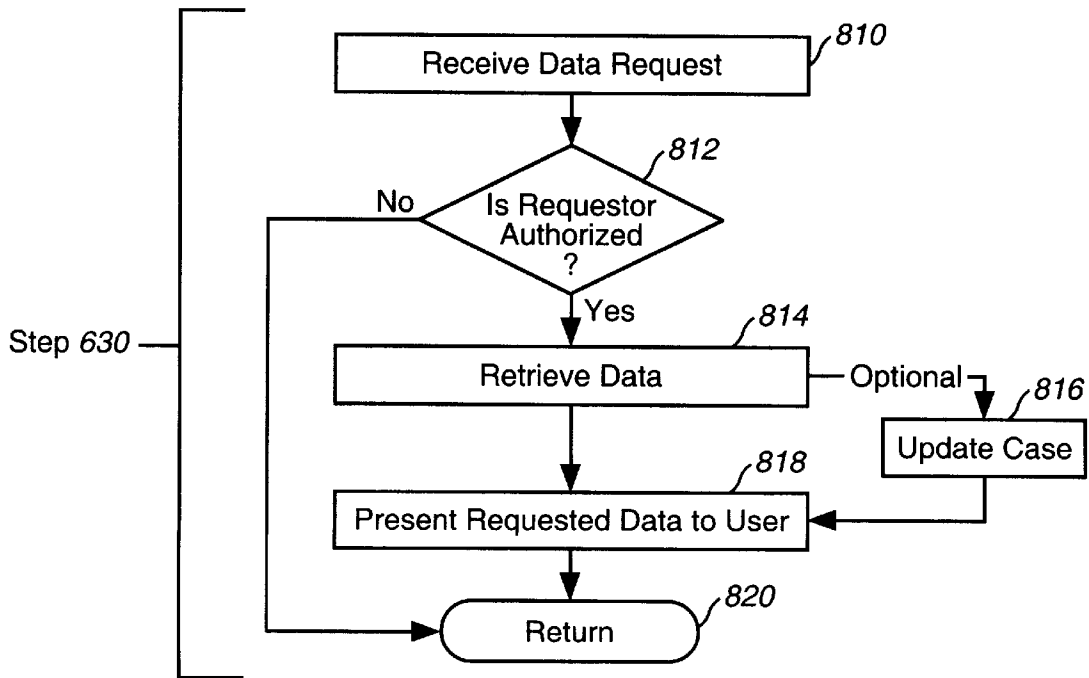 810
Receive Data Request
812
No
Is Requestor
Authorized
?
Yes
Step 630
814
Retrieve Data
Optional
816
Update Case
818
Present Requested Data to User
820
Return